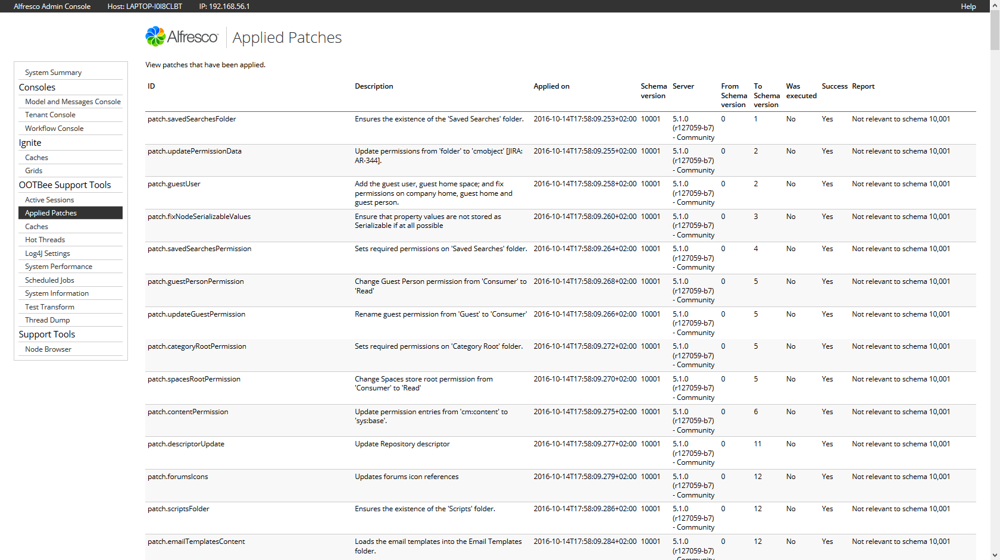 Alfresco Admin Console Host: LAPTOP-I0I8CLBT IP: 192.168.56.1 Help
Alfresco Applied Patches
View patches that have been applied.
System Summary
Consoles
Model and Messages Console
Tenant Console
Workflow Console
Ignite
Caches
Grids
OOTBee Support Tools
Active Sessions
Applied Patches
Caches
Hot Threads
Log4J Settings
System Performance
Scheduled Jobs
System Information
Test Transform
Thread Dump
Support Tools
Node Browser
ID Description Applied on Schema Server From To Was Success Report
version Schema Schema executed
version version
patch.savedSearchesFolder Ensures the existence of the 'Saved Searches' folder. 2016-10-14T17:58:09.253+02:00 10001 5.1.0 0 1 No Yes Not relevant to schema 10,001
(r127059-b7)
- Community
patch.updatePermissionData Update permissions from 'folder' to 'cmobject' [JIRA: 2016-10-14T17:58:09.255+02:00 10001 5.1.0 0 2 No Yes Not relevant to schema 10,001
AR-344]. (r127059-b7)
- Community
patch.guestUser Add the guest user, guest home space; and fix 2016-10-14T17:58:09.258+02:00 10001 5.1.0 0 2 No Yes Not relevant to schema 10,001
permissions on company home, guest home and (r127059-b7)
guest person. - Community
patch.fixNodeSerializableValues Ensure that property values are not stored as 2016-10-14T17:58:09.260+02:00 10001 5.1.0 0 3 No Yes Not relevant to schema 10,001
Serializable if at all possible (r127059-b7)
- Community
patch.savedSearchesPermission Sets required permissions on 'Saved Searches' folder. 2016-10-14T17:58:09.264+02:00 10001 5.1.0 0 4 No Yes Not relevant to schema 10,001
(r127059-b7)
- Community
patch.guestPersonPermission Change Guest Person permission from 'Consumer' to 2016-10-14T17:58:09.268+02:00 10001 5.1.0 0 5 No Yes Not relevant to schema 10,001
'Read' (r127059-b7)
- Community
patch.updateGuestPermission Rename guest permission from 'Guest' to 'Consumer' 2016-10-14T17:58:09.266+02:00 10001 5.1.0 0 5 No Yes Not relevant to schema 10,001
(r127059-b7)
- Community
patch.categoryRootPermission Sets required permissions on 'Category Root' folder. 2016-10-14T17:58:09.272+02:00 10001 5.1.0 0 5 No Yes Not relevant to schema 10,001
(r127059-b7)
- Community
patch.spacesRootPermission Change Spaces store root permission from 2016-10-14T17:58:09.270+02:00 10001 5.1.0 0 5 No Yes Not relevant to schema 10,001
'Consumer' to 'Read' (r127059-b7)
- Community
patch.contentPermission Update permission entries from 'cm:content' to 2016-10-14T17:58:09.275+02:00 10001 5.1.0 0 6 No Yes Not relevant to schema 10,001
'sys:base'. (r127059-b7)
- Community
patch.descriptorUpdate Update Repository descriptor 2016-10-14T17:58:09.277+02:00 10001 5.1.0 0 11 No Yes Not relevant to schema 10,001
(r127059-b7)
- Community
patch.forumsIcons Updates forums icon references 2016-10-14T17:58:09.279+02:00 10001 5.1.0 0 12 No Yes Not relevant to schema 10,001
(r127059-b7)
- Community
patch.scriptsFolder Ensures the existence of the 'Scripts' folder. 2016-10-14T17:58:09.286+02:00 10001 5.1.0 0 12 No Yes Not relevant to schema 10,001
(r127059-b7)
- Community
patch.emailTemplatesContent Loads the email templates into the Email Templates 2016-10-14T17:58:09.284+02:00 10001 5.1.0 0 12 No Yes Not relevant to schema 10,001
folder. (r127059-b7)
- Community